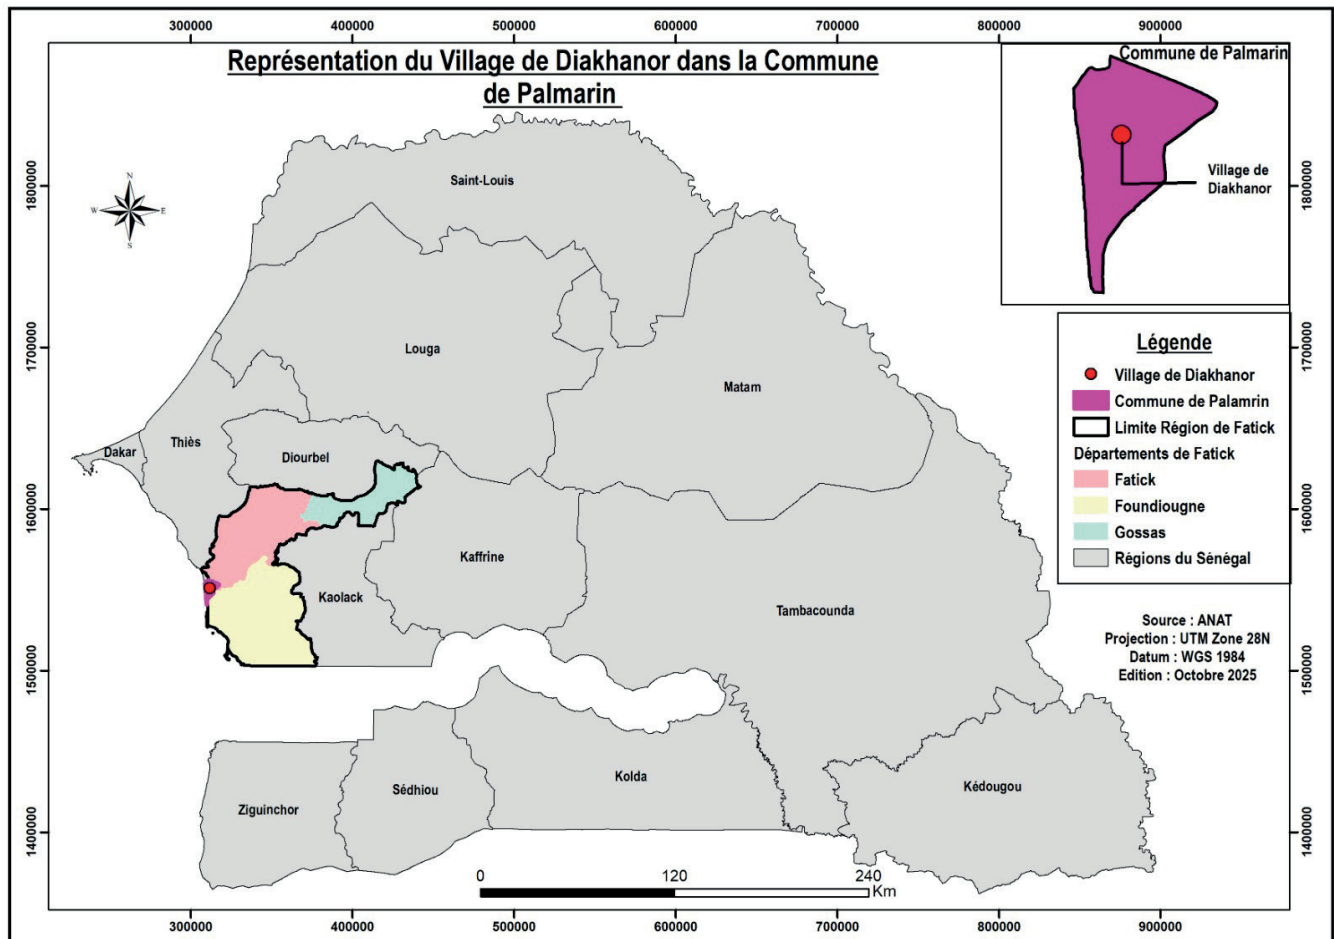 300000 400000 500000 600000 700000 800000 900000
Représentation du Village de Diakhanor dans la Commune
de Palmarin
Commune de Palmarin
Village de
Diakhanor
N
W E
S
1800000
1700000
1600000
1500000
1400000
1800000
1700000
1600000
1500000
1400000
Saint-Louis
Louga
Matam
Thiès
Dakar
Diourbel
Kaffrine
Kaolack
Tambacounda
Ziguinchor
Sédhiou
Kolda
Kédougou
Légende
Village de Diakhanor
Commune de Palamrin
Limite Région de Fatick
Départements de Fatick
Fatick
Foundiougne
Gossas
Régions du Sénégal
Source : ANAT
Projection : UTM Zone 28N
Datum : WGS 1984
Edition : Octobre 2025
0 120 240
Km
300000 400000 500000 600000 700000 800000 900000